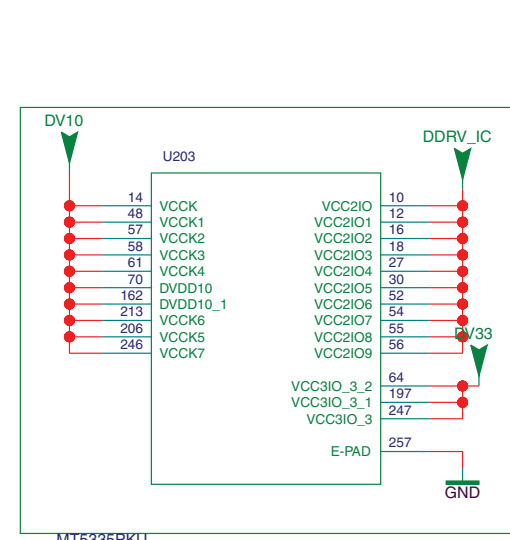 DV10
DDRV_IC
U203
14 VCCK VCC2IO 10
48 VCCK1 VCC2IO1 12
57 VCCK2 VCC2IO2 16
58 VCCK3 VCC2IO3 18
61 VCCK4 VCC2IO4 27
70 DVDD10 VCC2IO5 30
162 DVDD10_1 VCC2IO6 52
213 VCCK6 VCC2IO7 54
206 VCCK5 VCC2IO8 55
DV33
246 VCCK7 VCC2IO9 56
VCC3IO_3_2 64
VCC3IO_3_1 197
VCC3IO_3 247
E-PAD 257
GND